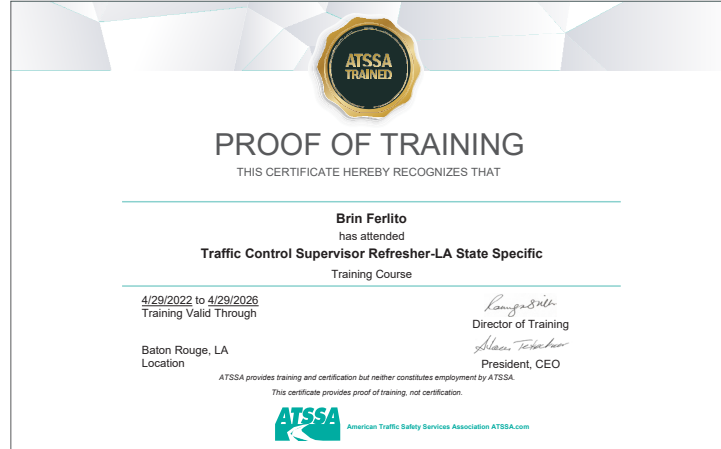 ATSSA
TRAINED
PROOF OF TRAINING
THIS CERTIFICATE HEREBY RECOGNIZES THAT
Brin Ferlito
has attended
Traffic Control Supervisor Refresher-LA State Specific
Training Course
4/29/2022 to 4/29/2026
Training Valid Through
Director of Training
Baton Rouge, LA
Location
President, CEO
ATSSA provides training and certification but neither constitutes employment by ATSSA.
This certificate provides proof of training, not certification.
ATSSA
American Traffic Safety Services Association ATSSA.com